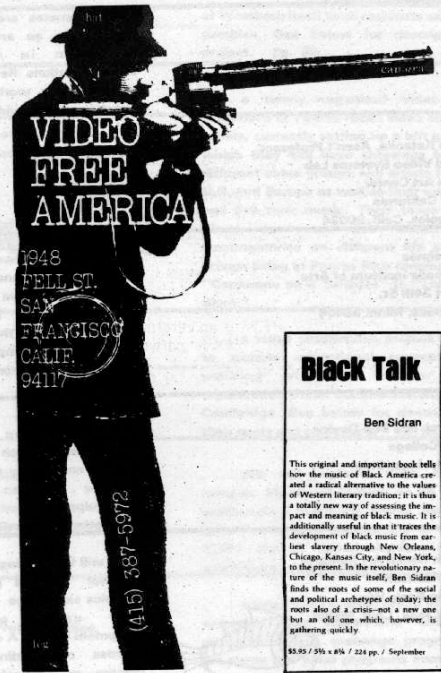 hat
camera
VIDEO
FREE
AMERICA
1948
FELL ST.
SAN
FRANCISCO
CALIF.
94117
(415) 387-5972
leg
Black Talk
Ben Sidran
This original and important book tells
how the music of Black America cre-
ated a radical alternative to the values
of Western literary tradition; it is thus
a totally new way of assessing the im-
pact and meaning of black music. It is
additionally useful in that it traces the
development of black music from ear-
liest slavery through New Orleans,
Chicago, Kansas City, and New York,
to the present. In the revolutionary na-
ture of the music itself, Ben Sidran
finds the roots of some of the social
and political archetypes of today; the
roots also of a crisis—not a new one
but an old one which, however, is
gathering quickly
$5.95 / 5½ x 8¼ / 224 pp. / September